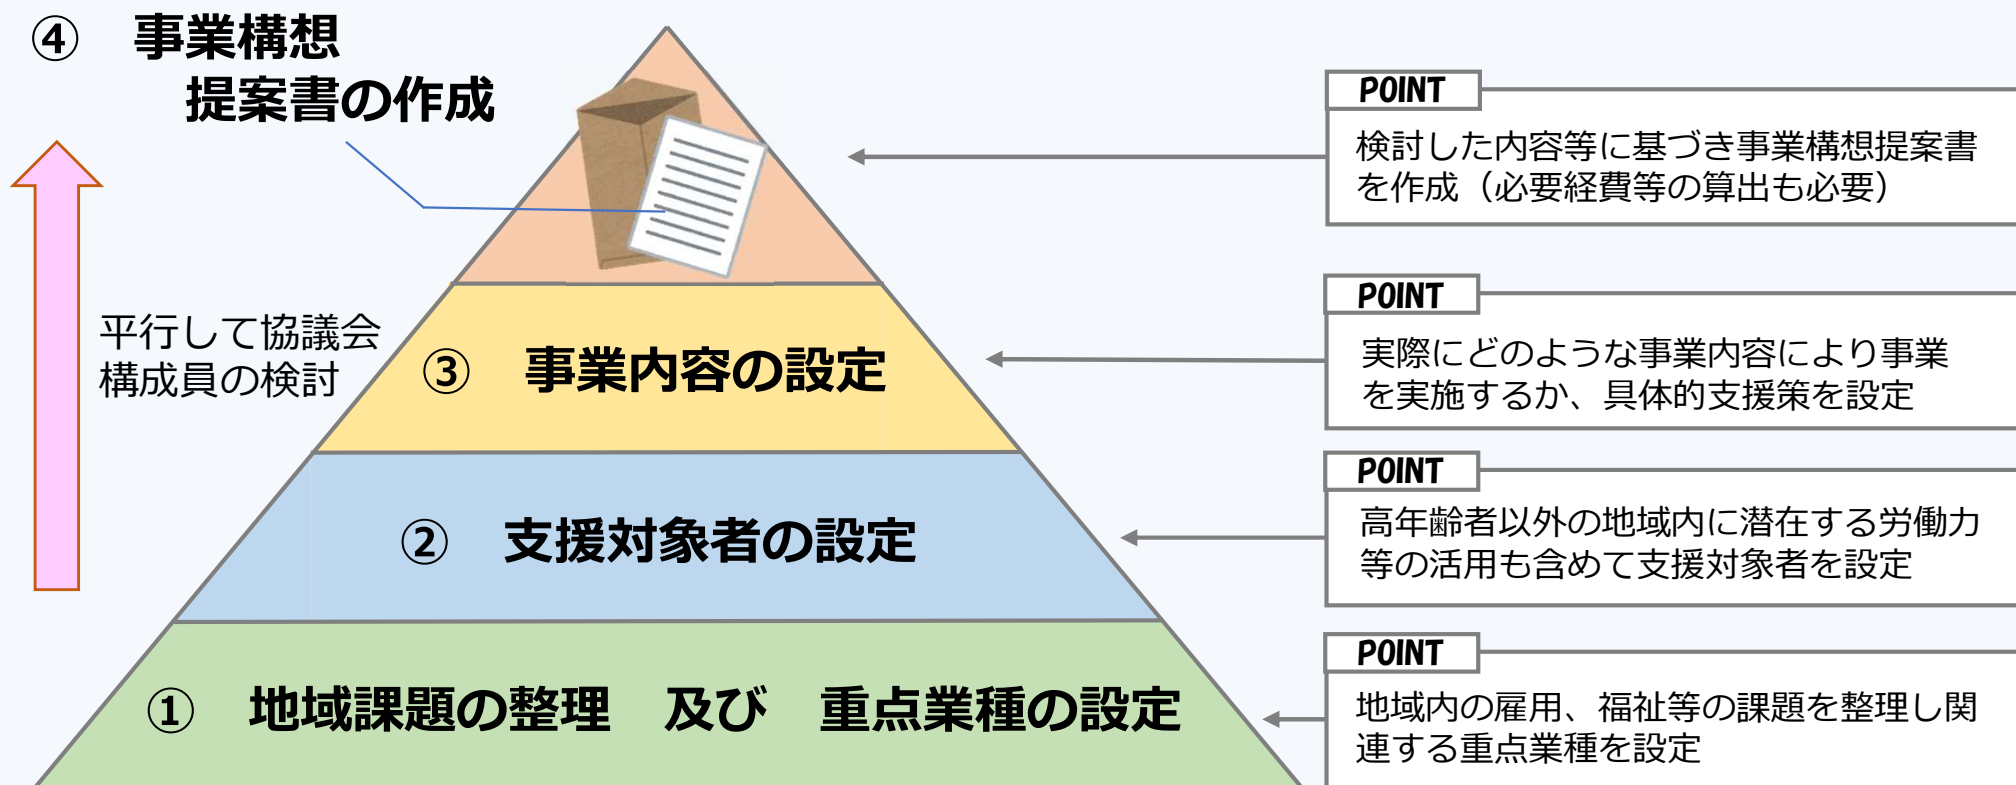 ④　事業構想
提案書の作成
POINT
検討した内容等に基づき事業構想提案書
を作成（必要経費等の算出も必要）
平行して協議会
構成員の検討
③　事業内容の設定
POINT
実際にどのような事業内容により事業
を実施するか、具体的支援策を設定
②　支援対象者の設定
POINT
高年齢者以外の地域内に潜在する労働力
等の活用も含めて支援対象者を設定
①　地域課題の整理　及び　重点業種の設定
POINT
地域内の雇用、福祉等の課題を整理し関
連する重点業種を設定